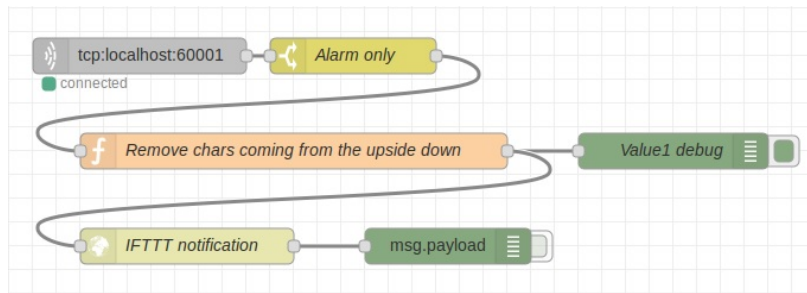 tcp:localhost:60001
Alarm only
connected
Remove chars coming from the upside down
Value1 debug
IFTTT notification
msg.payload